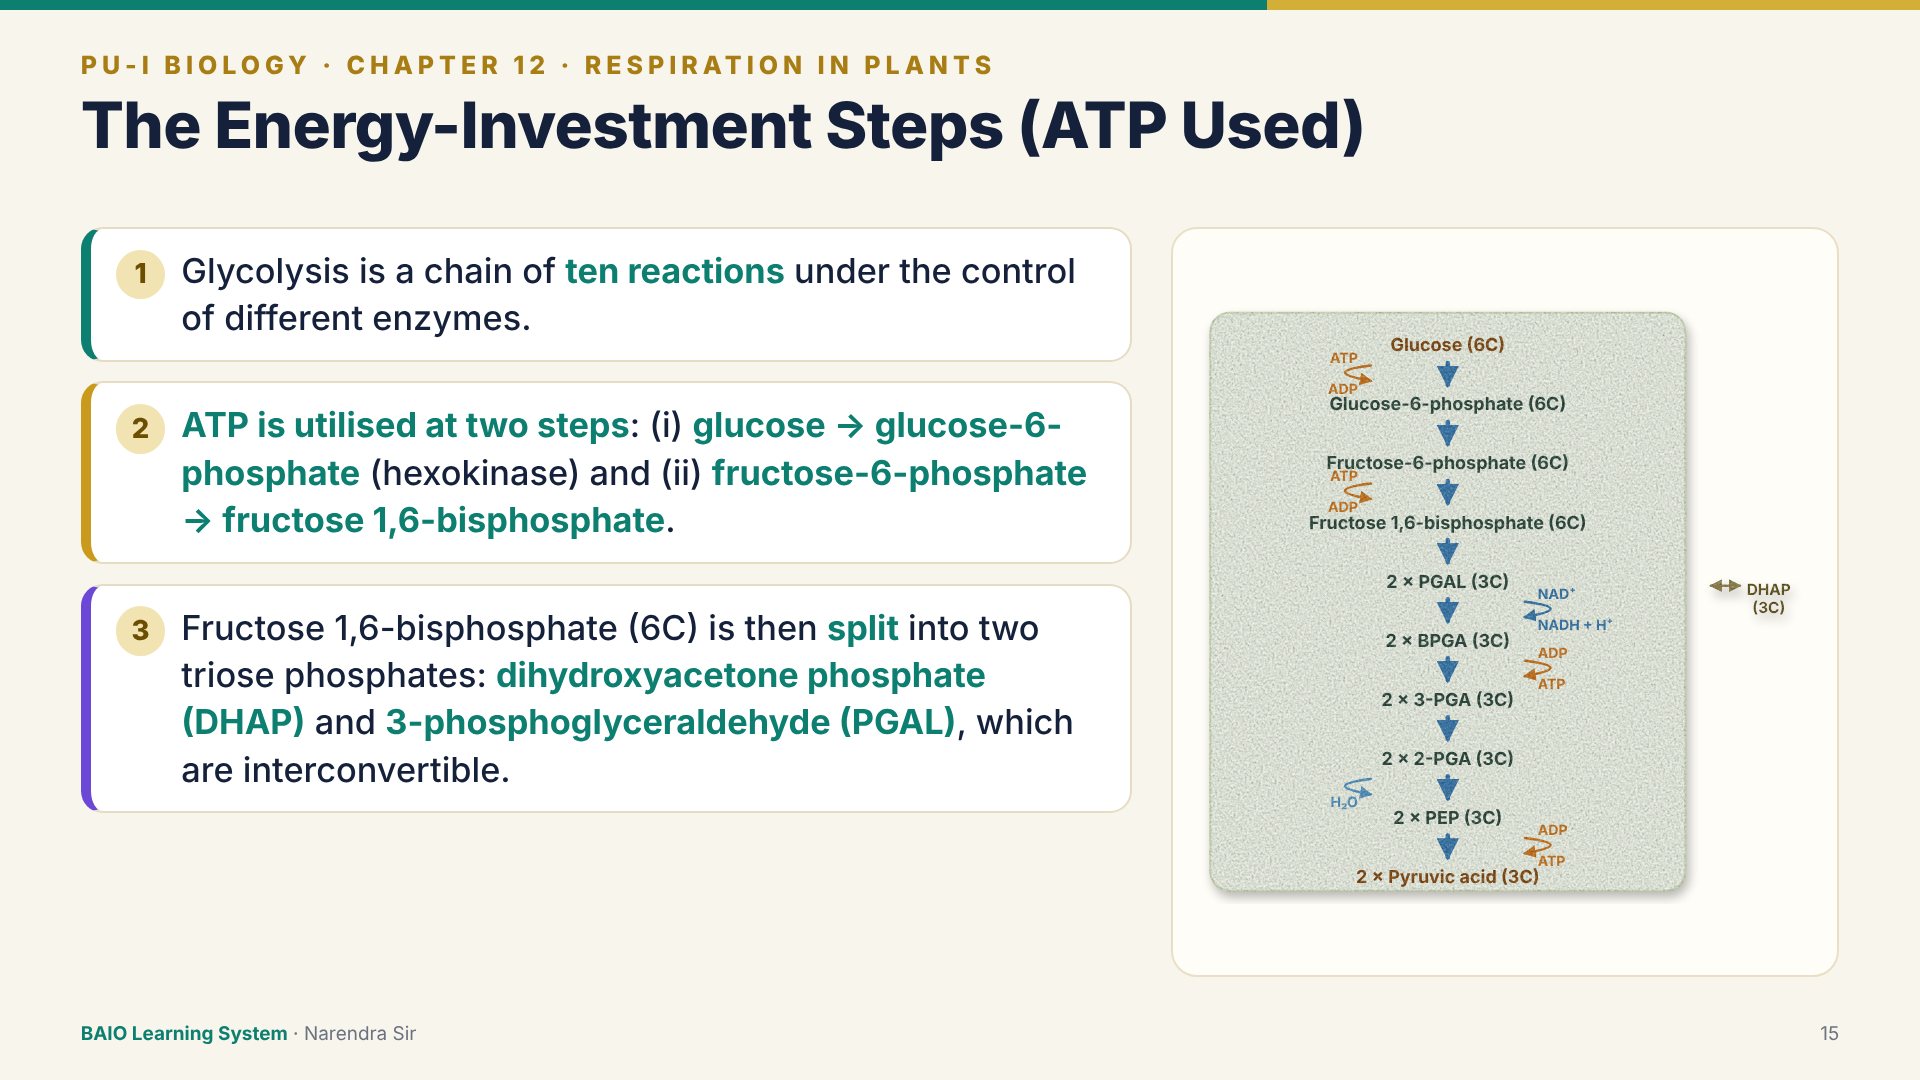 PU-I BIOLOGY · CHAPTER 12 · RESPIRATION IN PLANTS
The Energy-Investment Steps (ATP Used)
1
Glycolysis is a chain of ten reactions under the control
of different enzymes.
2
ATP is utilised at two steps: (i) glucose → glucose-6-
phosphate (hexokinase) and (ii) fructose-6-phosphate
→ fructose 1,6-bisphosphate.
3
Fructose 1,6-bisphosphate (6C) is then split into two
triose phosphates: dihydroxyacetone phosphate
(DHAP) and 3-phosphoglyceraldehyde (PGAL), which
are interconvertible.
Glucose (6C)
ATP
ADP
Glucose-6-phosphate (6C)
Fructose-6-phosphate (6C)
ATP
ADP
Fructose 1,6-bisphosphate (6C)
2 × PGAL (3C)
DHAP
(3C)
NAD⁺
NADH + H⁺
2 × BPGA (3C)
ADP
ATP
2 × 3-PGA (3C)
2 × 2-PGA (3C)
H₂O
2 × PEP (3C)
ADP
ATP
2 × Pyruvic acid (3C)
BAIO Learning System · Narendra Sir
15